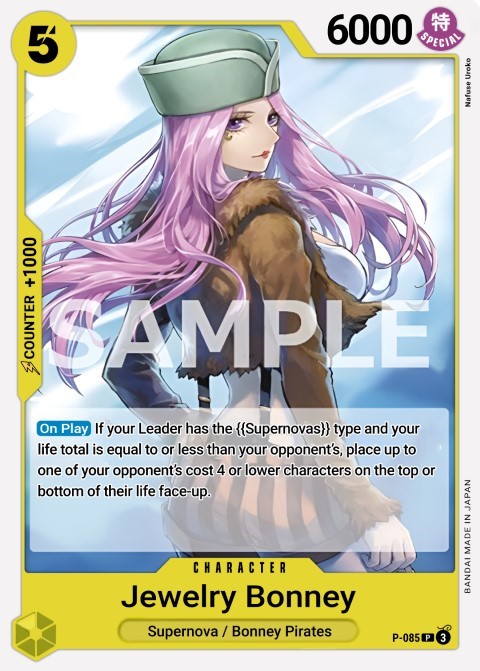 5
6000
特
SPECIAL
Nafuse Uroko
COUNTER +1000
SAMPLE
On Play If your Leader has the {{Supernovas}} type and your
life total is equal to or less than your opponent's, place up to
one of your opponent's cost 4 or lower characters on the top or
bottom of their life face-up.
BANDAI MADE IN JAPAN
CHARACTER
Jewelry Bonney
Supernova / Bonney Pirates
P-085 P 3